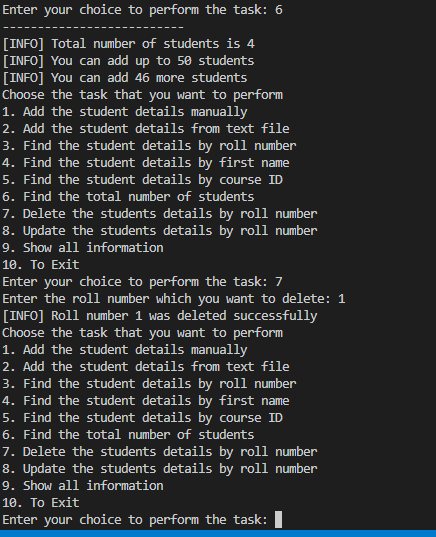 Enter your choice to perform the task: 6
--------------------------
[INFO] Total number of students is 4
[INFO] You can add up to 50 students
[INFO] You can add 46 more students
Choose the task that you want to perform
1. Add the student details manually
2. Add the student details from text file
3. Find the student details by roll number
4. Find the student details by first name
5. Find the student details by course ID
6. Find the total number of students
7. Delete the students details by roll number
8. Update the students details by roll number
9. Show all information
10. To Exit
Enter your choice to perform the task: 7
Enter the roll number which you want to delete: 1
[INFO] Roll number 1 was deleted successfully
Choose the task that you want to perform
1. Add the student details manually
2. Add the student details from text file
3. Find the student details by roll number
4. Find the student details by first name
5. Find the student details by course ID
6. Find the total number of students
7. Delete the students details by roll number
8. Update the students details by roll number
9. Show all information
10. To Exit
Enter your choice to perform the task: